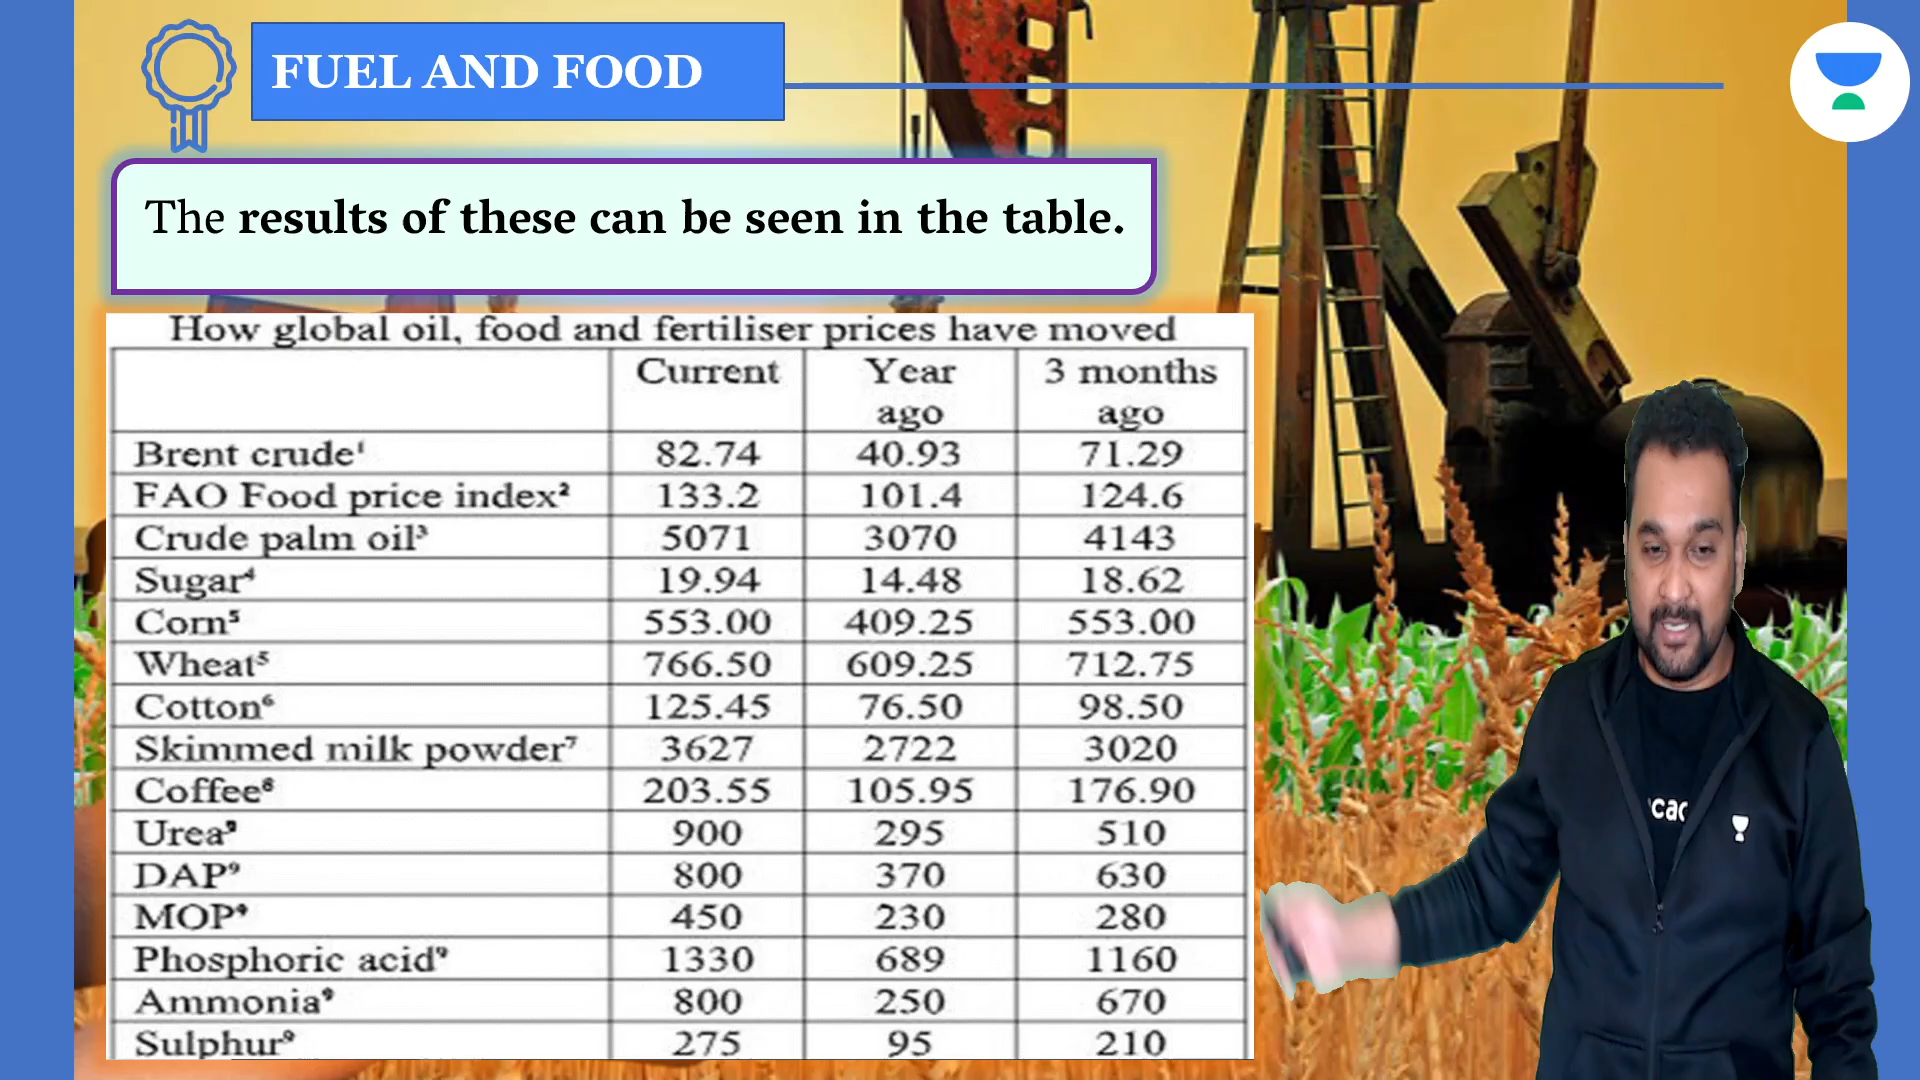 FUEL AND FOOD
The results of these can be seen in the table.
How global oil, food and fertiliser prices have moved
Current Year ago 3 months ago
Brent crude¹ 82.74 40.93 71.29
FAO Food price index² 133.2 101.4 124.6
Crude palm oil³ 5071 3070 4143
Sugar⁴ 19.94 14.48 18.62
Corn⁵ 553.00 409.25 553.00
Wheat⁵ 766.50 609.25 712.75
Cotton⁶ 125.45 76.50 98.50
Skimmed milk powder⁷ 3627 2722 3020
Coffee⁸ 203.55 105.95 176.90
Urea⁹ 900 295 510
DAP⁹ 800 370 630
MOP⁹ 450 230 280
Phosphoric acid⁹ 1330 689 1160
Ammonia⁹ 800 250 670
Sulphur⁹ 275 95 210